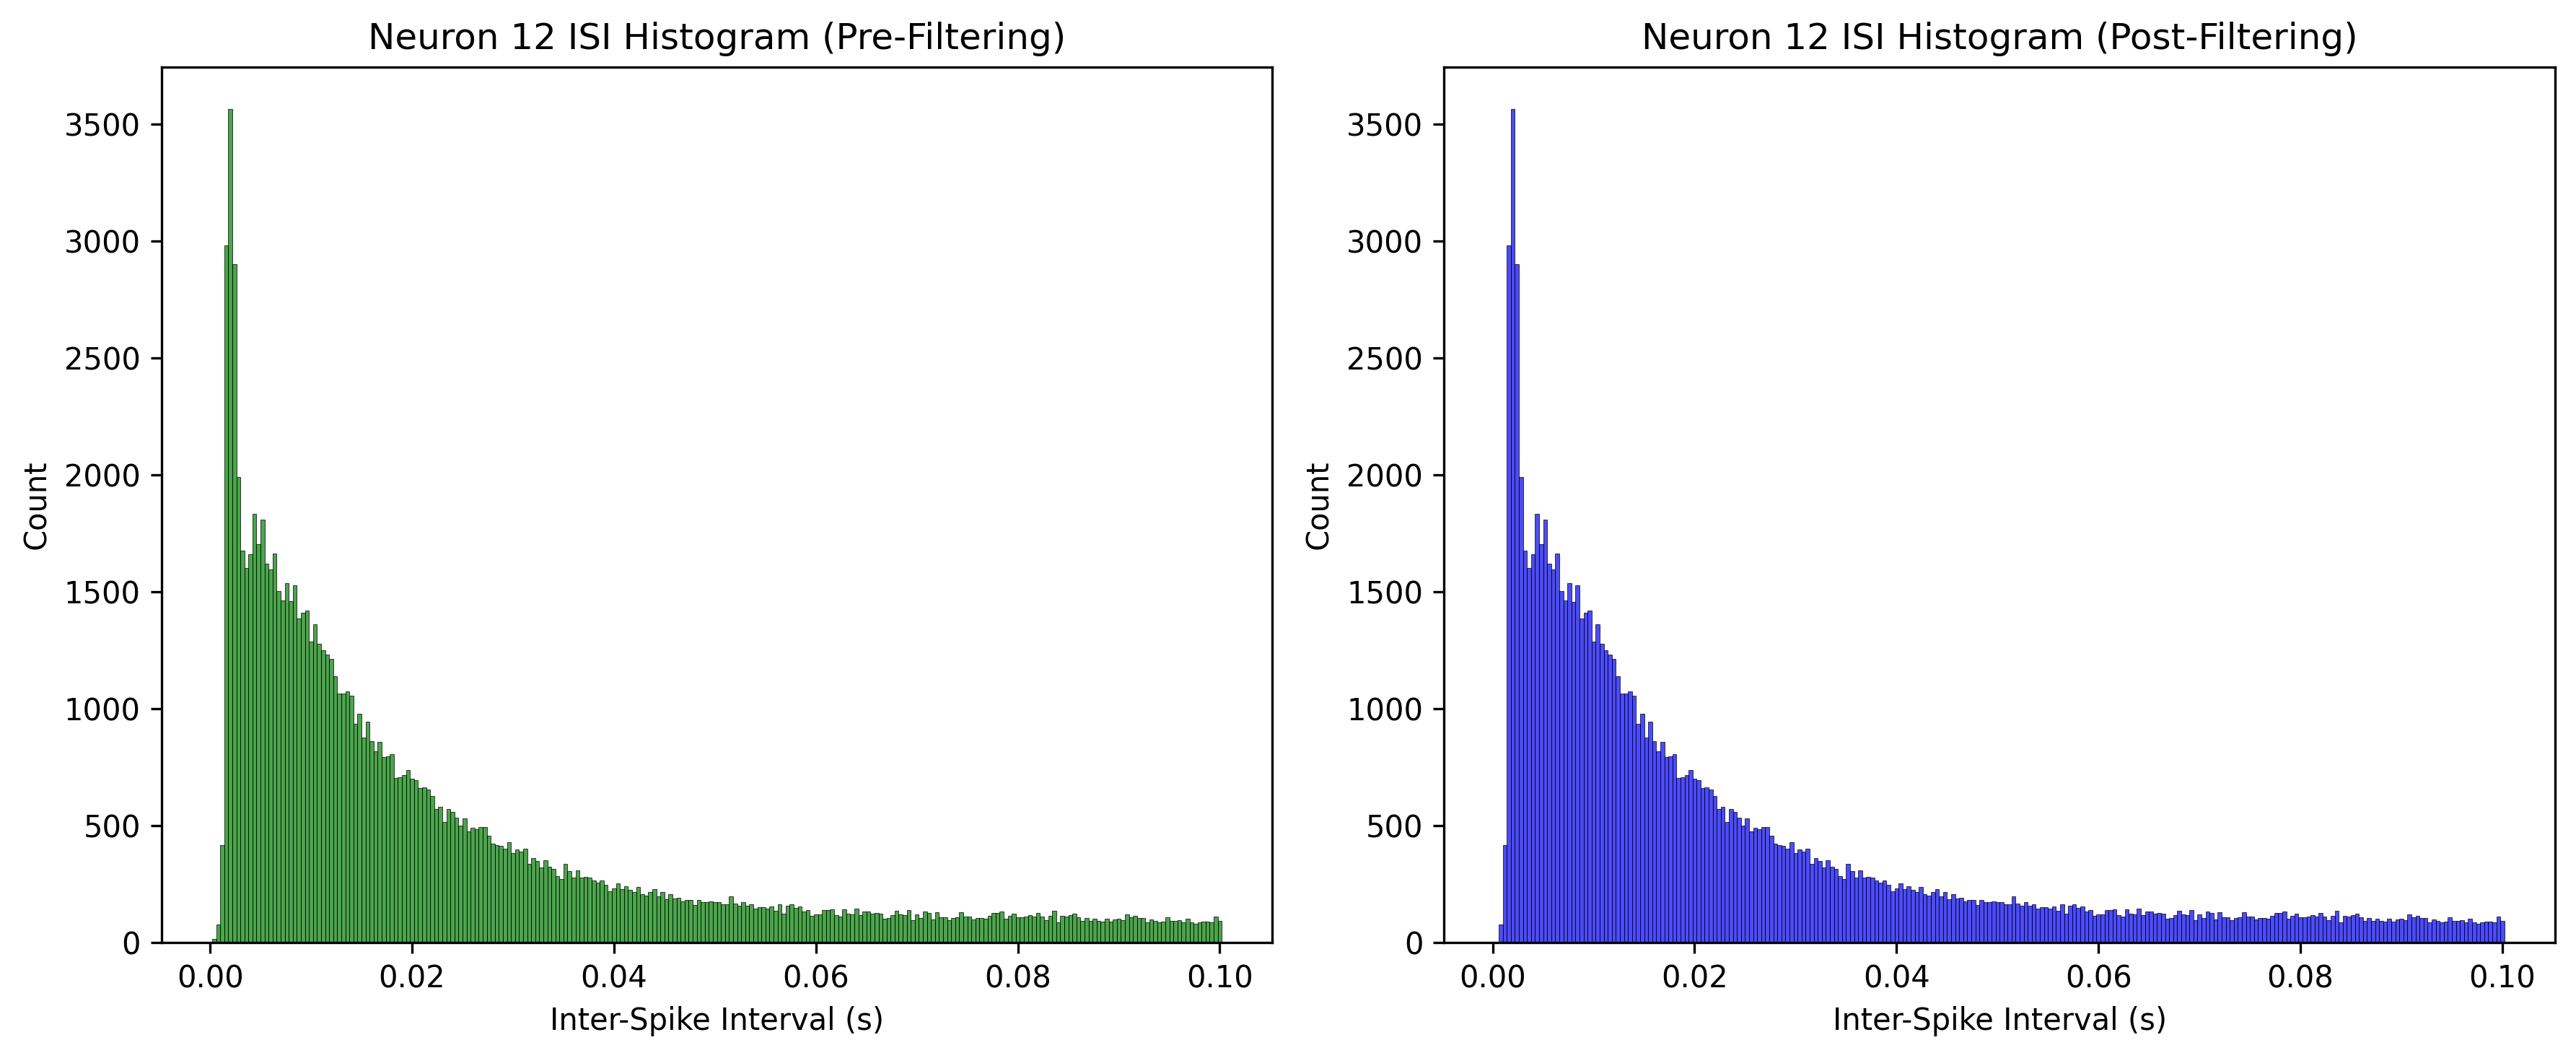 Neuron 12 ISI Histogram (Pre-Filtering)
3500
3000
2500
2000
1500
1000
500
0
Count
0.00 0.02 0.04 0.06 0.08 0.10
Inter-Spike Interval (s)
Neuron 12 ISI Histogram (Post-Filtering)
3500
3000
2500
2000
1500
1000
500
0
Count
0.00 0.02 0.04 0.06 0.08 0.10
Inter-Spike Interval (s)